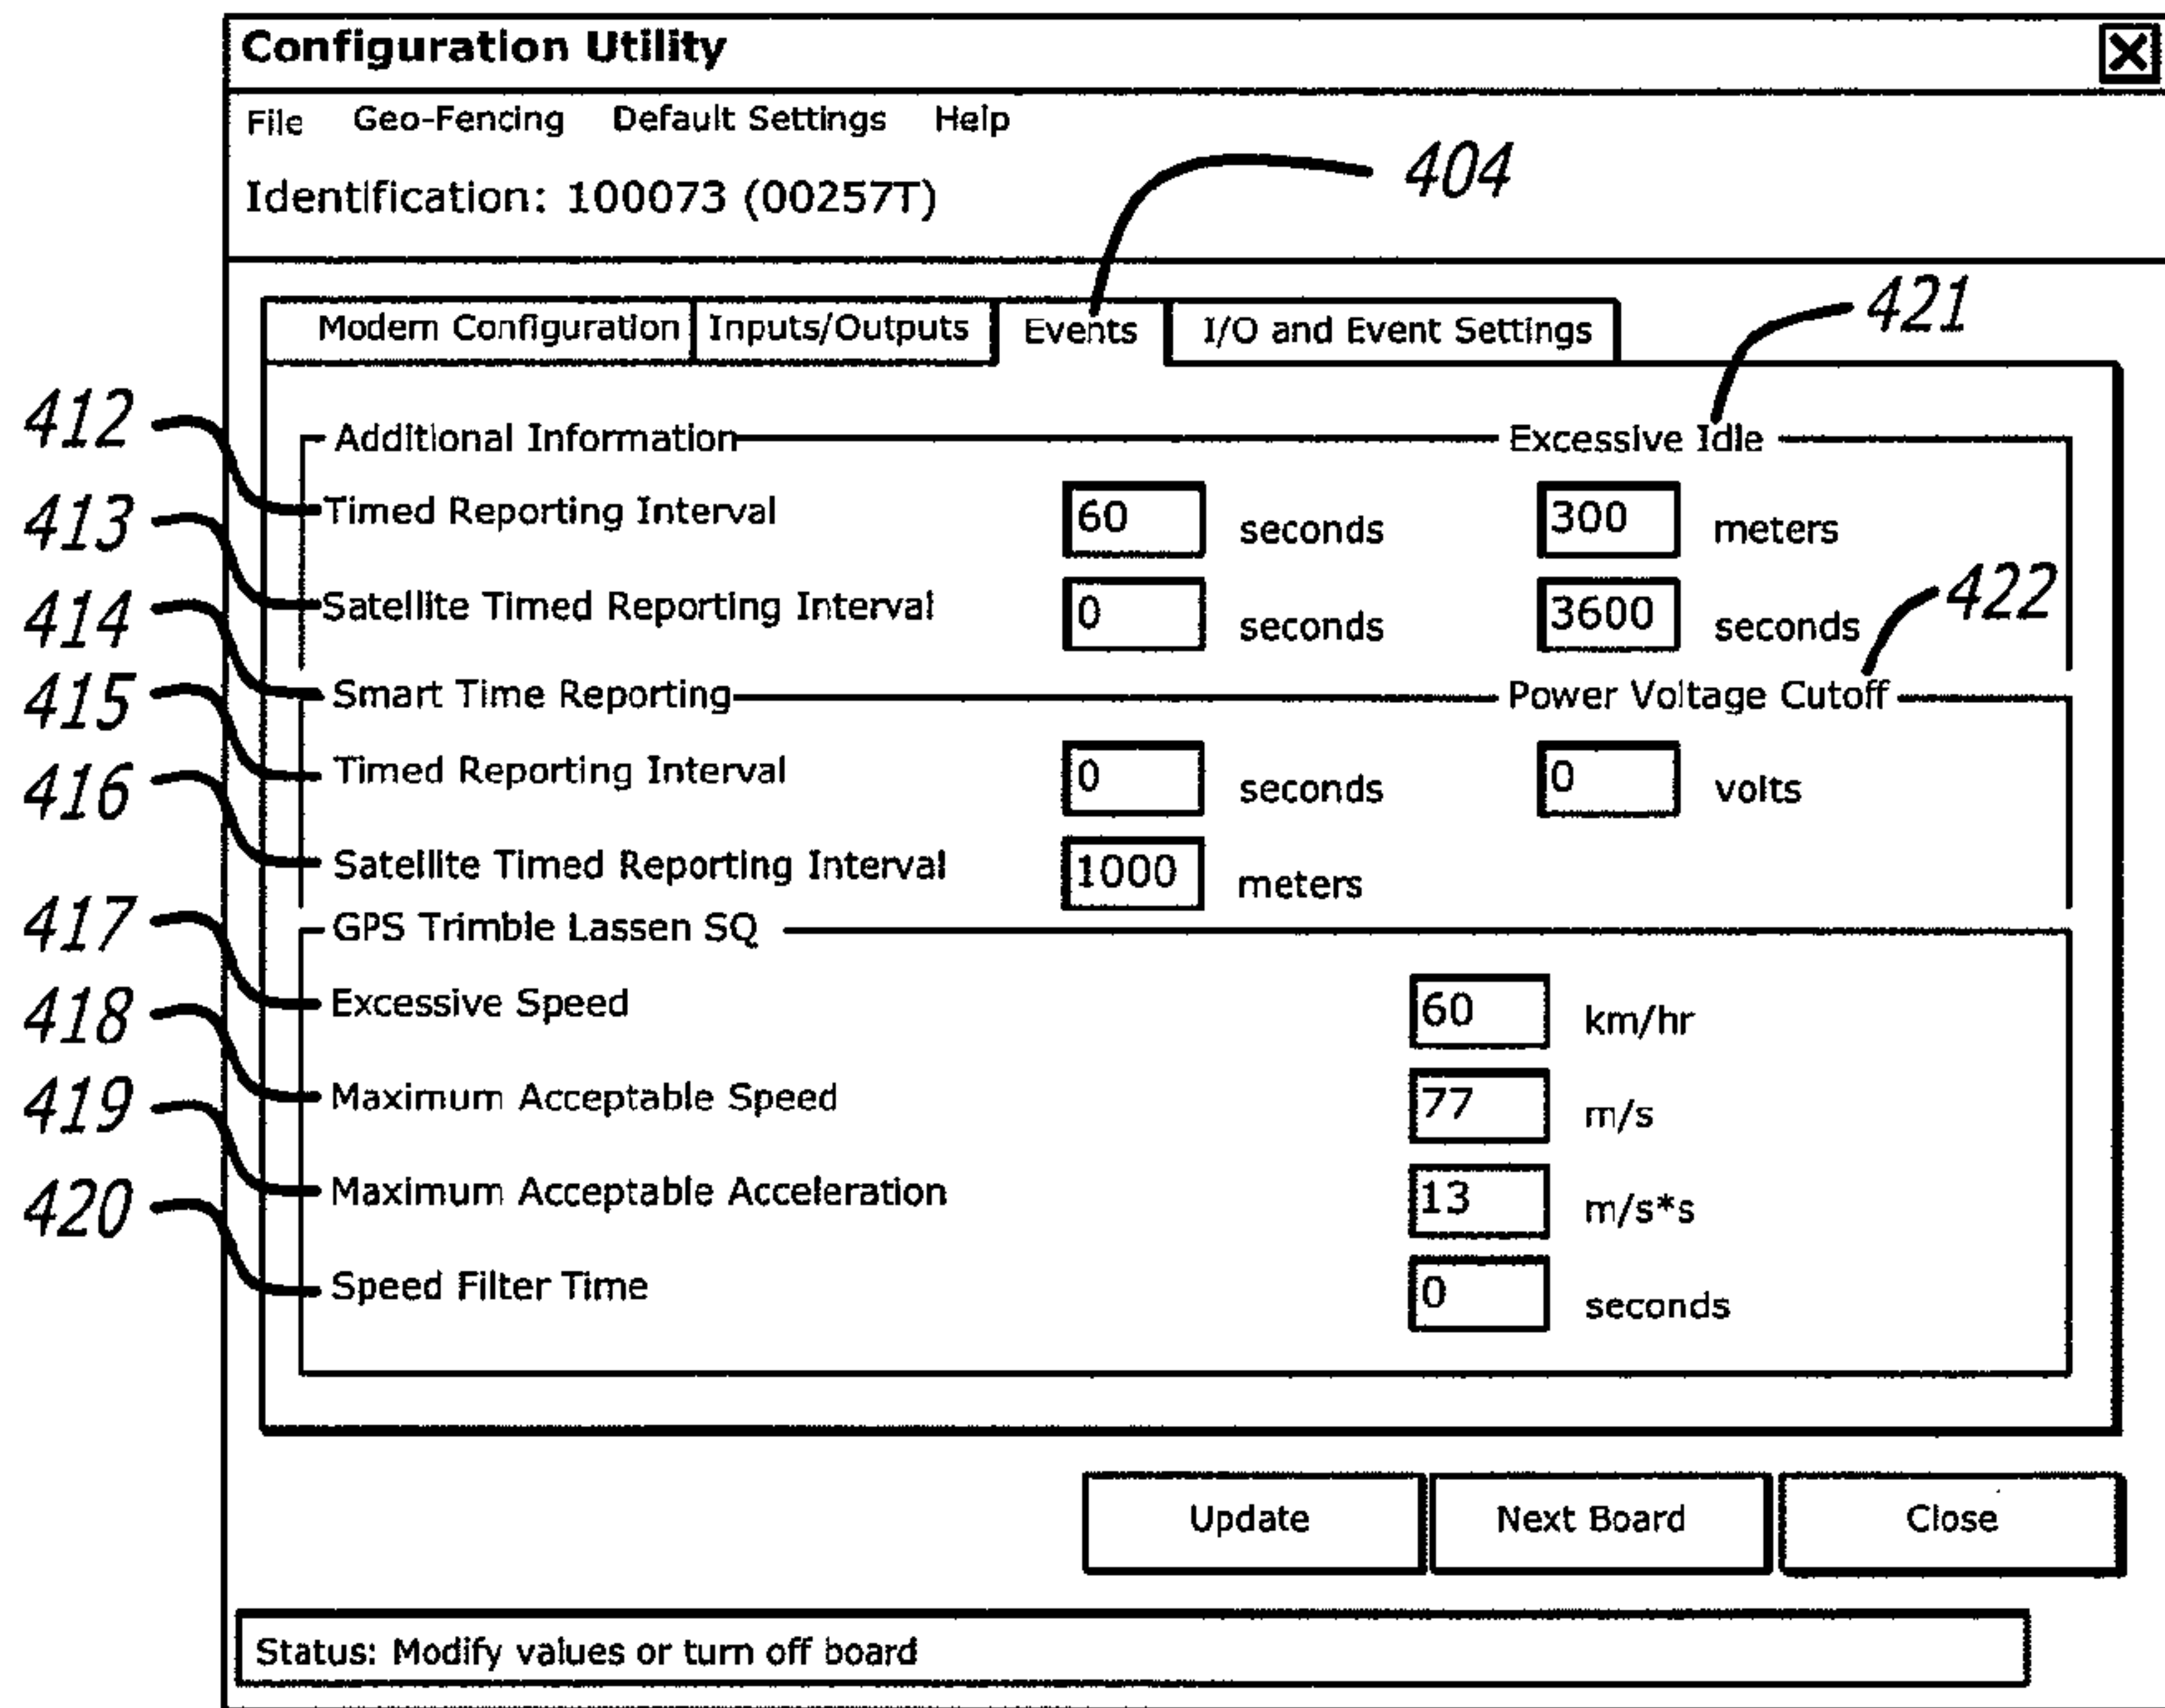 Configuration Utility X
File Geo-Fencing Default Settings Help
404
Identification: 100073 (00257T)
421
Modem Configuration Inputs/Outputs Events I/O and Event Settings
412 Additional Information Excessive Idle
Timed Reporting Interval 60 seconds 300 meters
413
422
Satellite Timed Reporting Interval 0 seconds 3600 seconds
414
Smart Time Reporting Power Voltage Cutoff
415
Timed Reporting Interval 0 seconds 0 volts
416
Satellite Timed Reporting Interval 1000 meters
417 GPS Trimble Lassen SQ
Excessive Speed 60 km/hr
418
Maximum Acceptable Speed 77 m/s
419
Maximum Acceptable Acceleration 13 m/s*s
420
Speed Filter Time 0 seconds
Update Next Board Close
Status: Modify values or turn off board